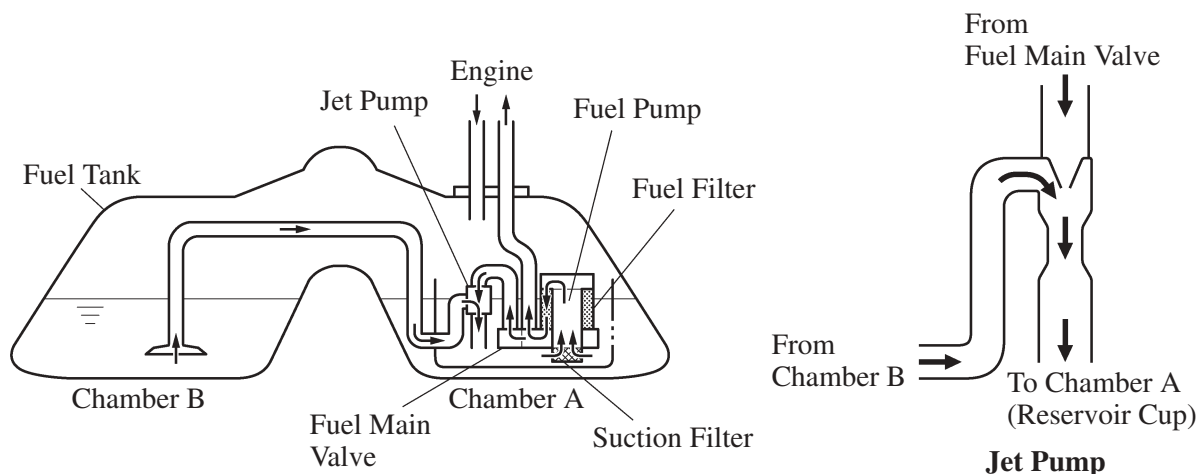 Engine
Jet Pump
Fuel Pump
Fuel Tank
Fuel Filter
Chamber B
Chamber A
Fuel Main
Valve
Suction Filter
From
Fuel Main Valve
From
Chamber B
To Chamber A
(Reservoir Cup)
Jet Pump